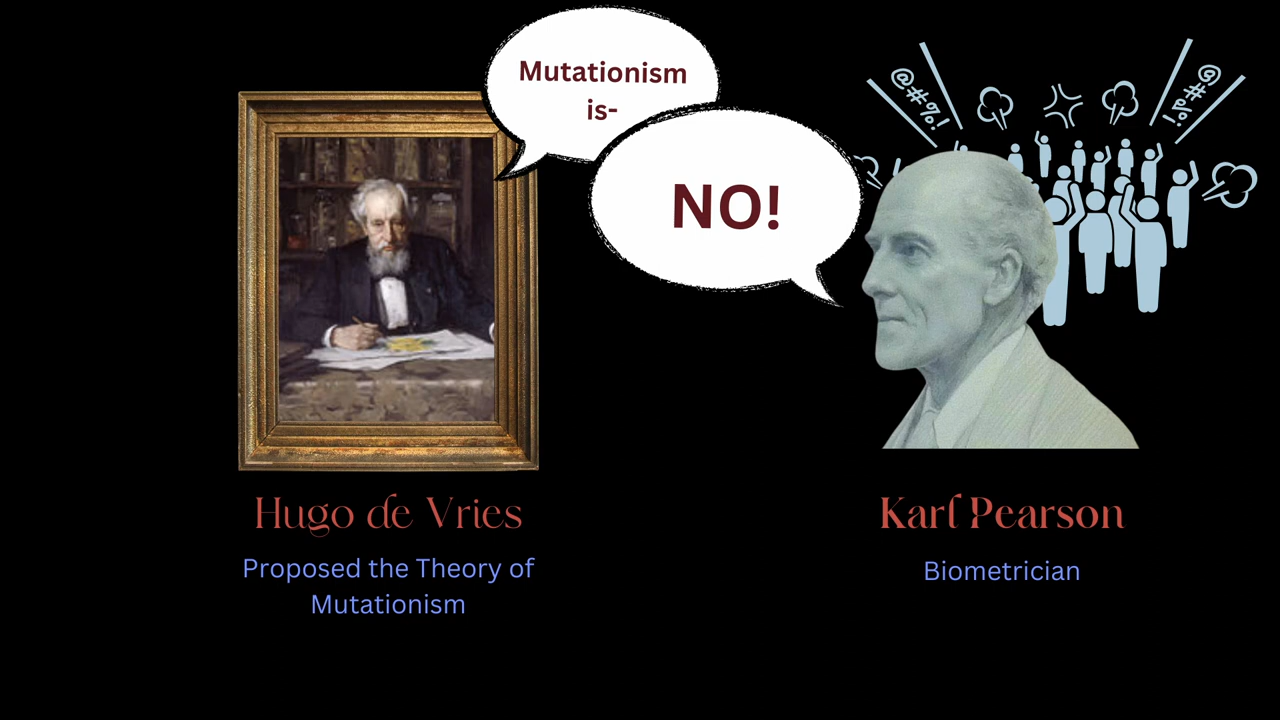 Mutationism
is-
NO!
@#%!
@#%!
Hugo de Vries
Proposed the Theory of
Mutationism
Karl Pearson
Biometrician